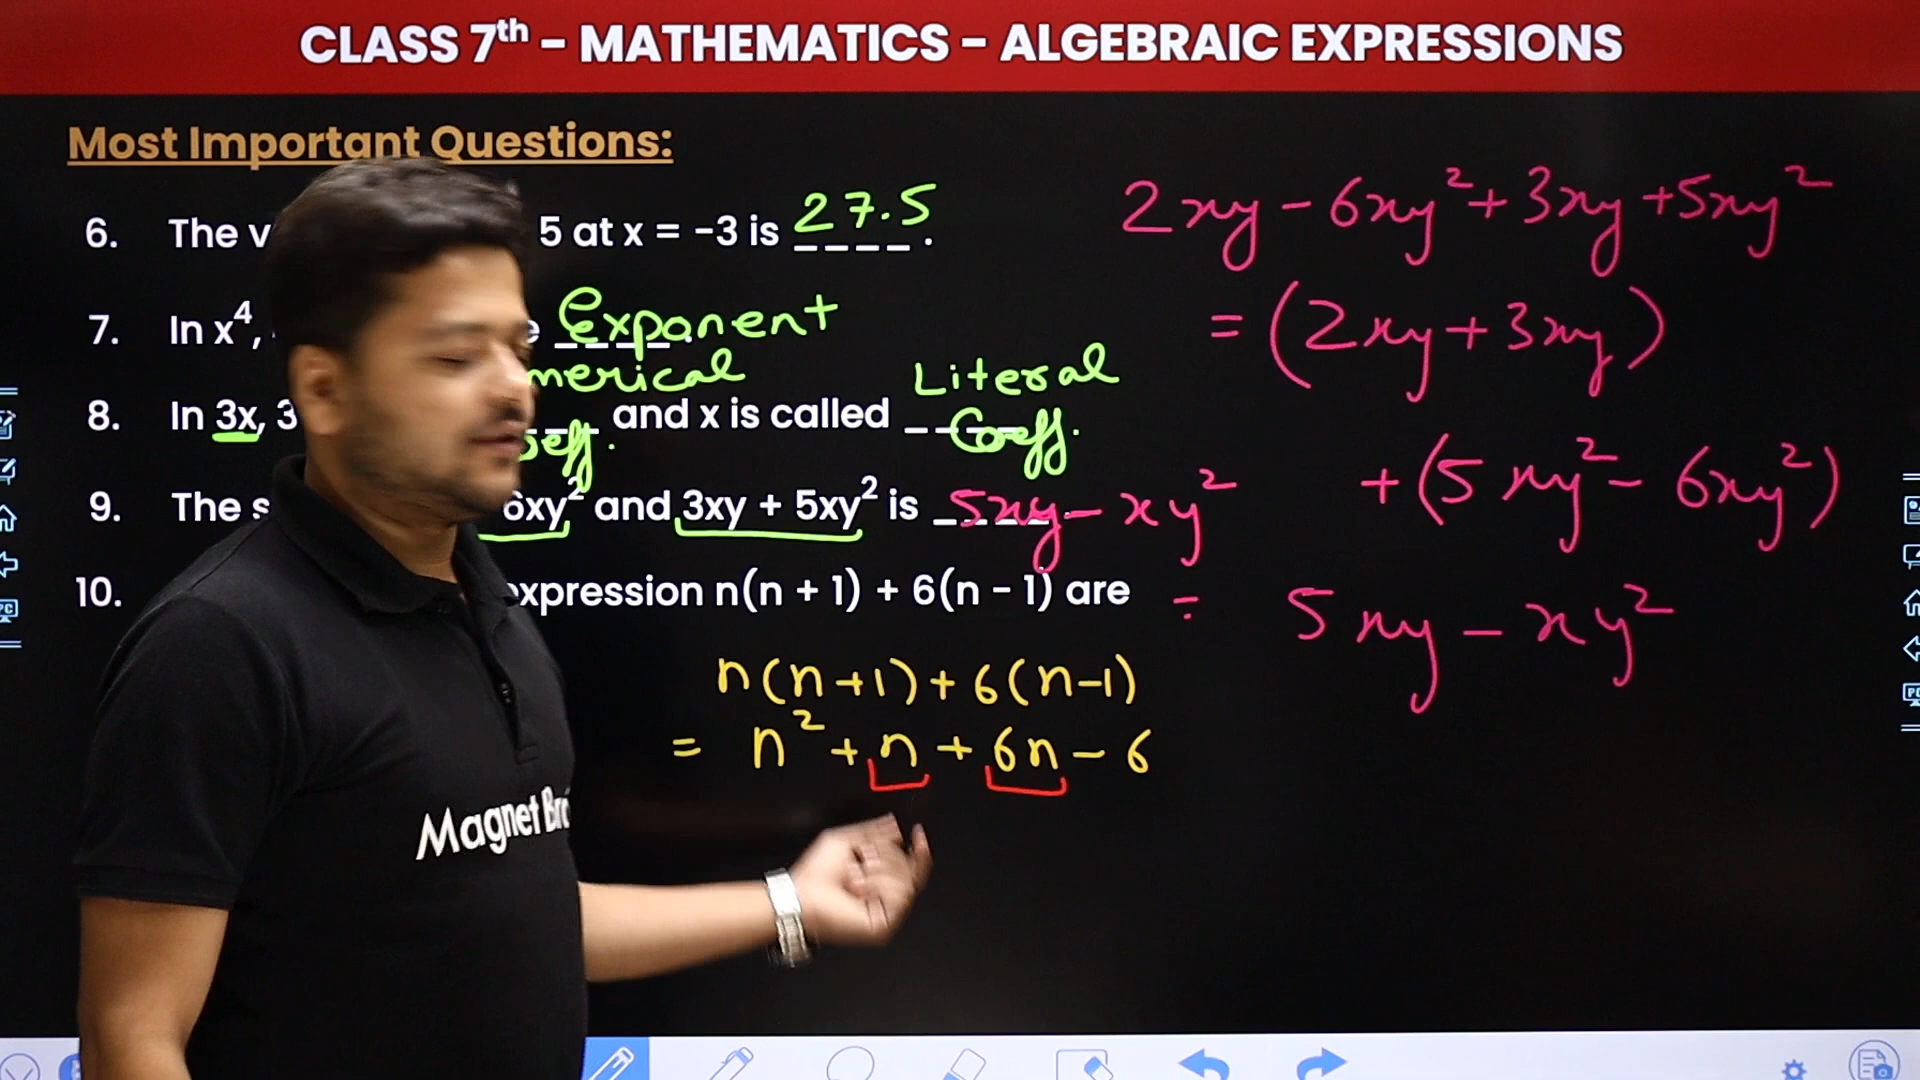 CLASS 7th - MATHEMATICS - ALGEBRAIC EXPRESSIONS
Most Important Questions:
6. The 5 at x = -3 is 27.5 .
7. In x⁴, Exponent
8. In 3x, 3 and x is called Literal Coeff.
9. The 6xy² and 3xy + 5xy² is 5xy - xy²
10. expression n(n + 1) + 6(n - 1) are
n(n+1)+6(n-1)
= n² + n + 6n - 6
2xy - 6xy² + 3xy + 5xy²
= (2xy + 3xy)
+ (5xy² - 6xy²)
= 5xy - xy²
Magnet